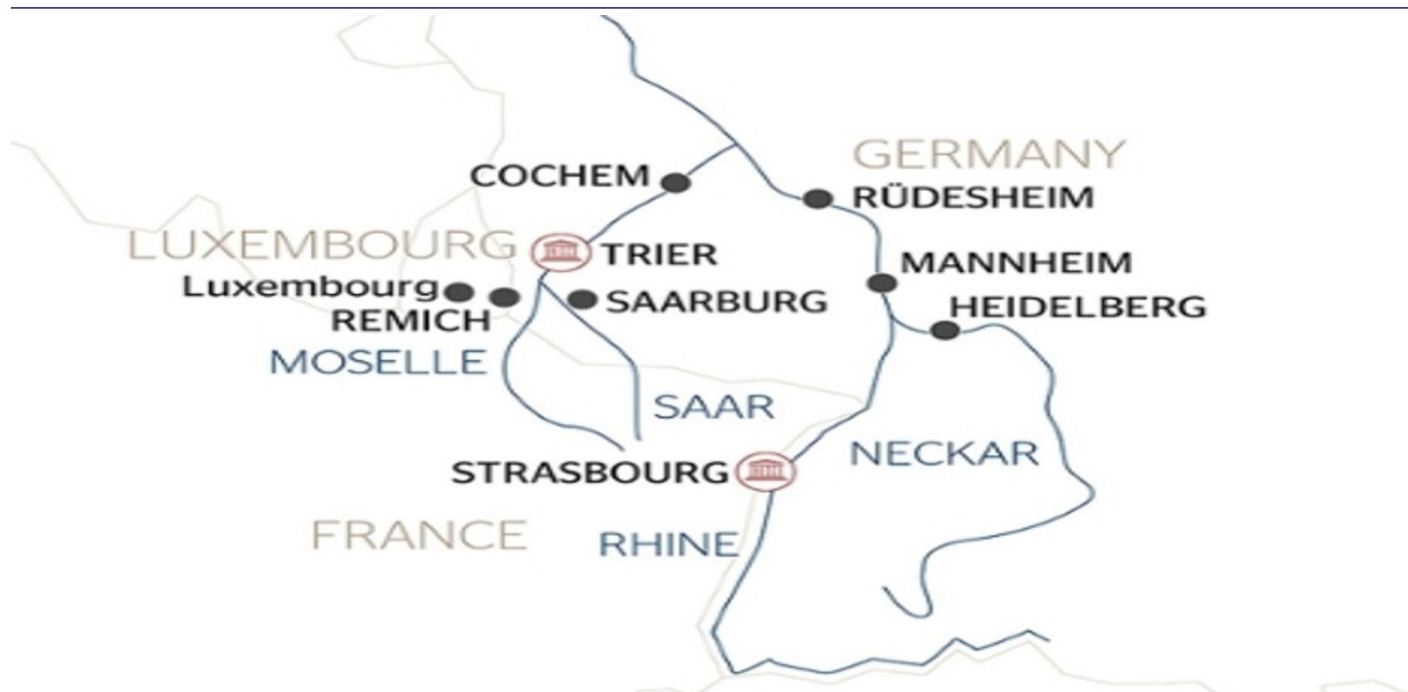 GERMANY
COCHEM
RÜDESHEIM
LUXEMBOURG
TRIER
MANNHEIM
Luxembourg
REMICH
SAARBURG
HEIDELBERG
MOSELLE
SAAR
NECKAR
STRASBOURG
FRANCE
RHINE